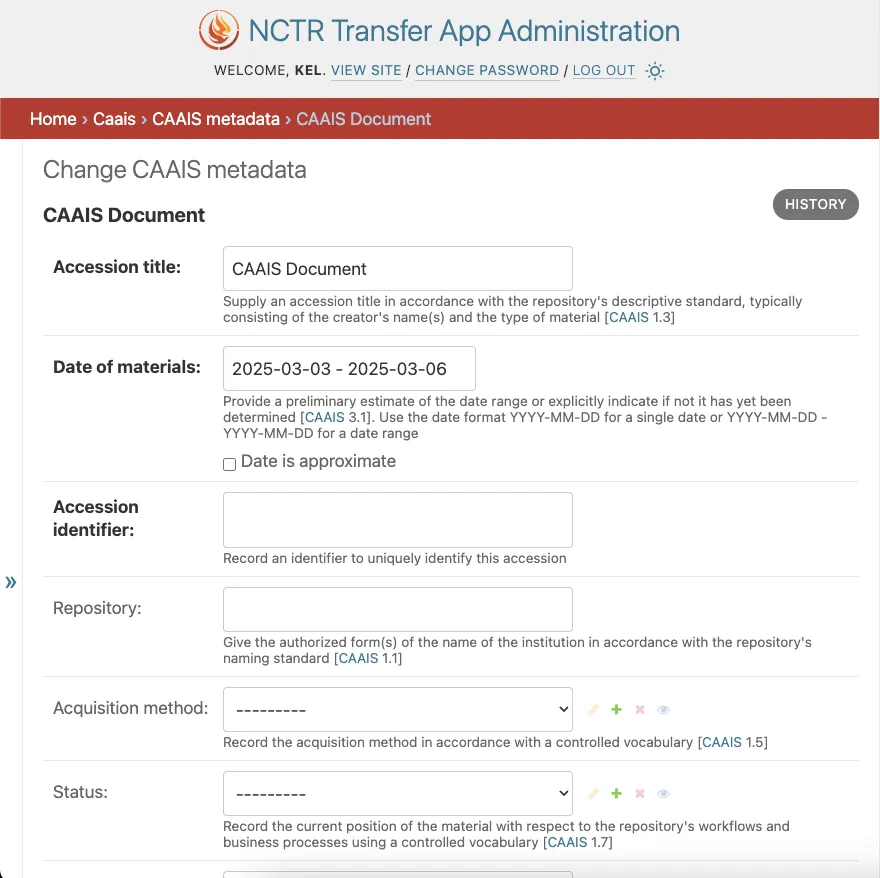 NCTR Transfer App Administration
WELCOME, KEL. VIEW SITE / CHANGE PASSWORD / LOG OUT
Home › Caais › CAAIS metadata › CAAIS Document
Change CAAIS metadata
HISTORY
CAAIS Document
Accession title:
CAAIS Document
Supply an accession title in accordance with the repository's descriptive standard, typically
consisting of the creator's name(s) and the type of material [CAAIS 1.3]
Date of materials:
2025-03-03 - 2025-03-06
Provide a preliminary estimate of the date range or explicitly indicate if not it has yet been
determined [CAAIS 3.1]. Use the date format YYYY-MM-DD for a single date or YYYY-MM-DD -
YYYY-MM-DD for a date range
Date is approximate
Accession
identifier:
Record an identifier to uniquely identify this accession
»
Repository:
Give the authorized form(s) of the name of the institution in accordance with the repository's
naming standard [CAAIS 1.1]
Acquisition method:
---------
Record the acquisition method in accordance with a controlled vocabulary [CAAIS 1.5]
Status:
---------
Record the current position of the material with respect to the repository's workflows and
business processes using a controlled vocabulary [CAAIS 1.7]